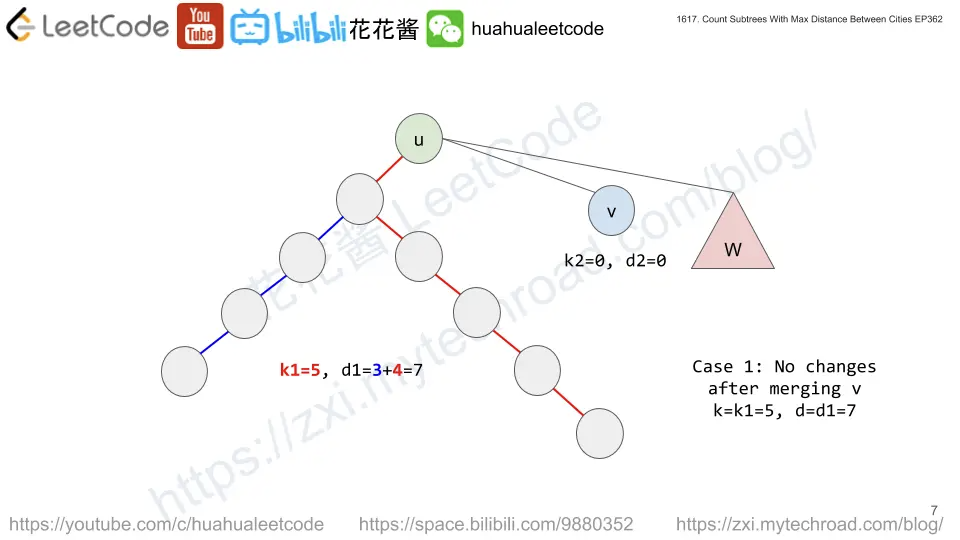 LeetCode
You
Tube
bilibili
花花酱
huahualeetcode
1617. Count Subtrees With Max Distance Between Cities EP362
花花酱 LeetCode
https://zxi.mytechroad.com/blog/
u
v
W
k2=0, d2=0
k1=5, d1=3+4=7
Case 1: No changes
after merging v
k=k1=5, d=d1=7
7
https://youtube.com/c/huahualeetcode
https://space.bilibili.com/9880352
https://zxi.mytechroad.com/blog/